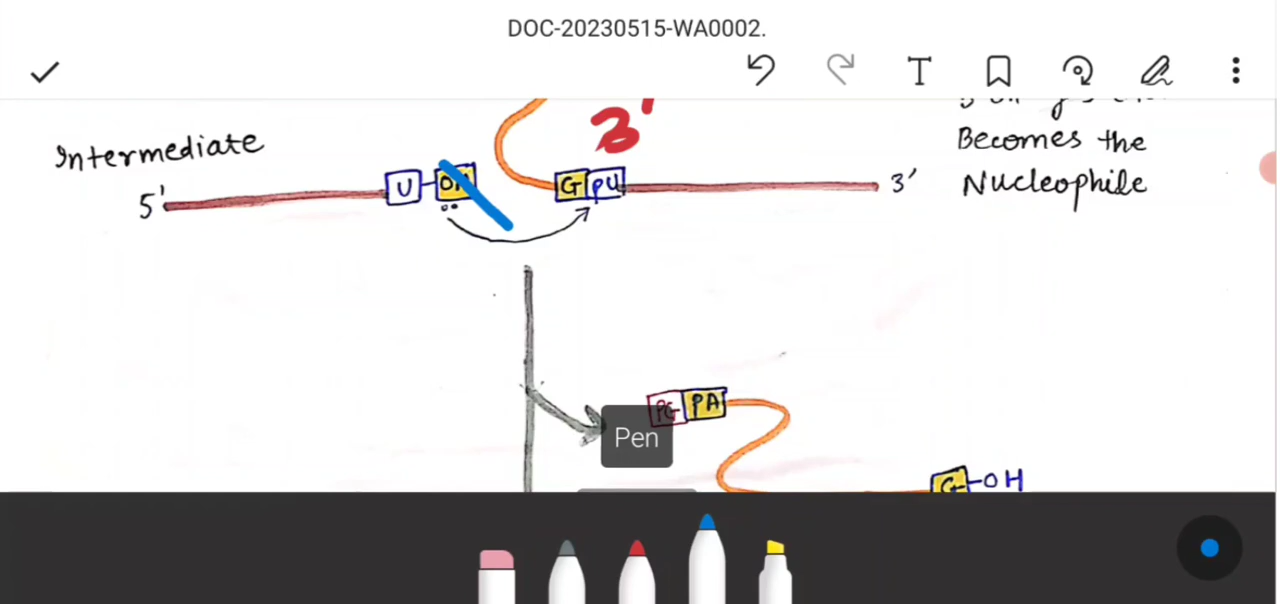 DOC-20230515-WA0002.
T
3'
Becomes the
Intermediate
Nucleophile
5' U OH G PU 3'
PG PA
Pen
G OH